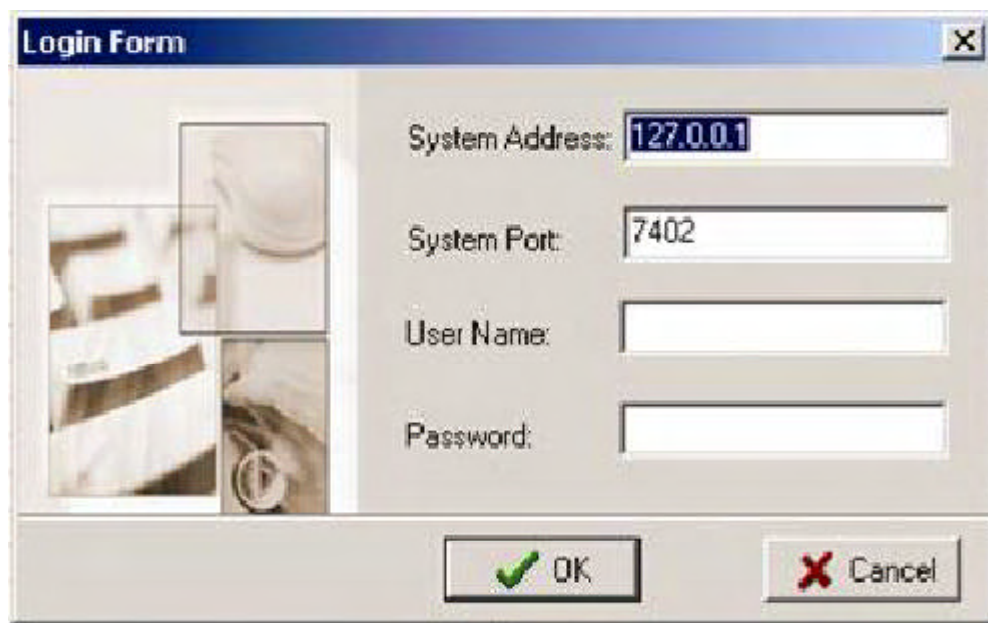 Login Form
System Address: 127.0.0.1
System Port: 7402
User Name:
Password:
OK
Cancel